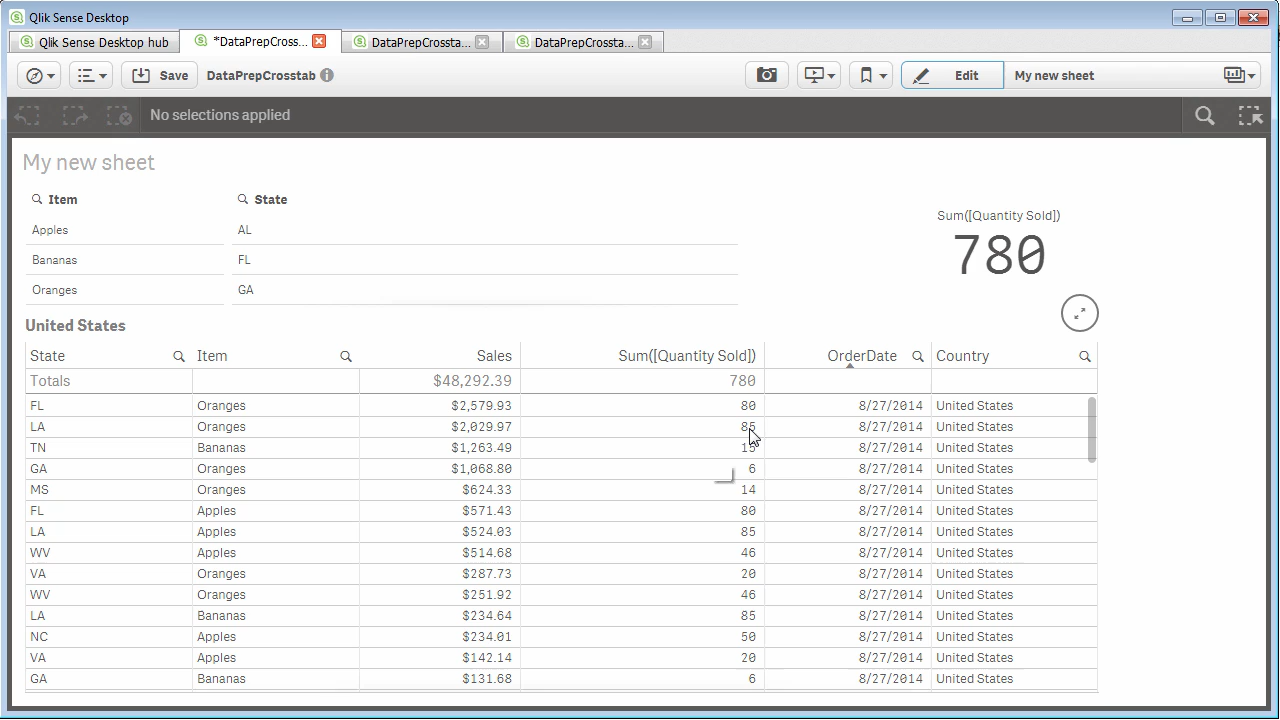 Qlik Sense Desktop
Qlik Sense Desktop hub *DataPrepCross... DataPrepCrossta... DataPrepCrossta...
Save DataPrepCrosstab Edit My new sheet
No selections applied
My new sheet
Item State
Apples AL
Bananas FL
Oranges GA
Sum([Quantity Sold])
780
United States
State Item Sales Sum([Quantity Sold]) OrderDate Country
Totals $48,292.39 780
FL Oranges $2,579.93 80 8/27/2014 United States
LA Oranges $2,029.97 85 8/27/2014 United States
TN Bananas $1,263.49 15 8/27/2014 United States
GA Oranges $1,068.80 6 8/27/2014 United States
MS Oranges $624.33 14 8/27/2014 United States
FL Apples $571.43 80 8/27/2014 United States
LA Apples $524.03 85 8/27/2014 United States
WV Apples $514.68 46 8/27/2014 United States
VA Oranges $287.73 20 8/27/2014 United States
WV Oranges $251.92 46 8/27/2014 United States
LA Bananas $234.64 85 8/27/2014 United States
NC Apples $234.01 50 8/27/2014 United States
VA Apples $142.14 20 8/27/2014 United States
GA Bananas $131.68 6 8/27/2014 United States